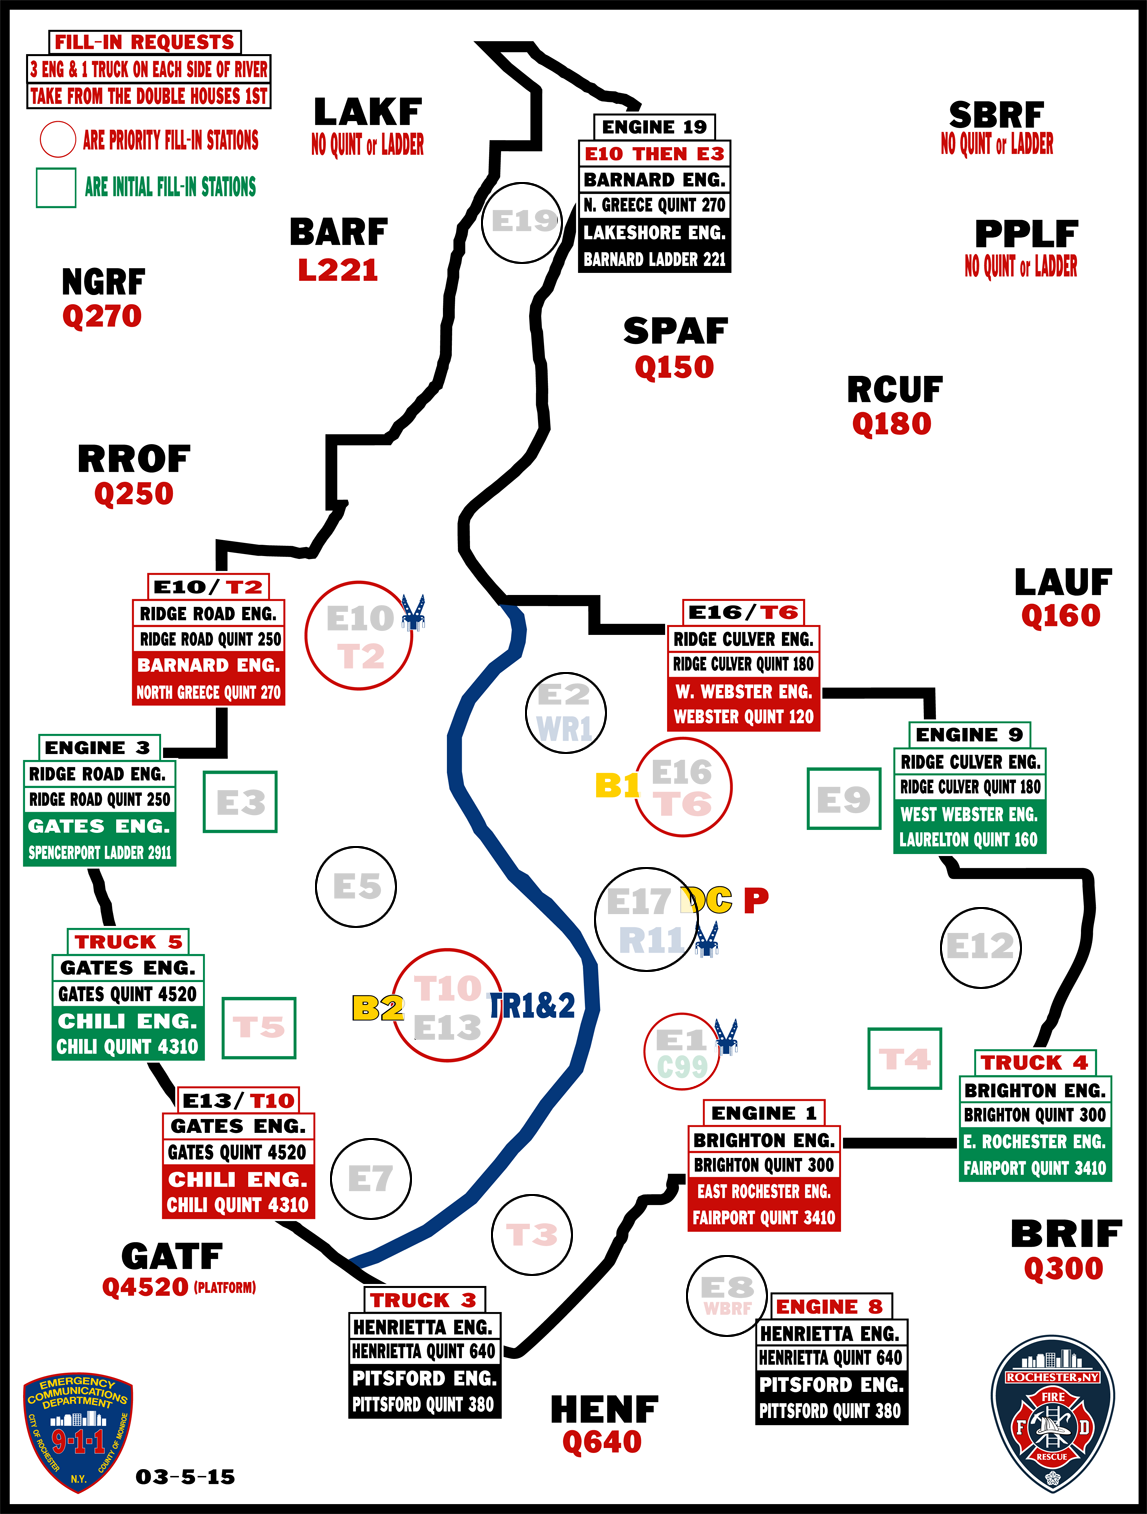 FILL-IN REQUESTS
3 ENG & 1 TRUCK ON EACH SIDE OF RIVER
TAKE FROM THE DOUBLE HOUSES 1ST
ARE PRIORITY FILL-IN STATIONS
ARE INITIAL FILL-IN STATIONS
LAKF
NO QUINT or LADDER
SBRF
NO QUINT or LADDER
ENGINE 19
E10 THEN E3
BARNARD ENG.
N. GREECE QUINT 270
LAKESHORE ENG.
BARNARD LADDER 221
E19
BARF
L221
PPLF
NO QUINT or LADDER
NGRF
Q270
SPAF
Q150
RCUF
Q180
RROF
Q250
LAUF
Q160
E10/T2
RIDGE ROAD ENG.
RIDGE ROAD QUINT 250
BARNARD ENG.
NORTH GREECE QUINT 270
E10
T2
E16/T6
RIDGE CULVER ENG.
RIDGE CULVER QUINT 180
W. WEBSTER ENG.
WEBSTER QUINT 120
E2
WR1
ENGINE 3
RIDGE ROAD ENG.
RIDGE ROAD QUINT 250
GATES ENG.
SPENCERPORT LADDER 2911
E3
B1
E16
T6
E9
ENGINE 9
RIDGE CULVER ENG.
RIDGE CULVER QUINT 180
WEST WEBSTER ENG.
LAURELTON QUINT 160
E5
E17 DC P
R11
E12
TRUCK 5
GATES ENG.
GATES QUINT 4520
CHILI ENG.
CHILI QUINT 4310
T5
B2
T10
E13
TR1&2
E1
C99
T4
TRUCK 4
BRIGHTON ENG.
BRIGHTON QUINT 300
E. ROCHESTER ENG.
FAIRPORT QUINT 3410
E13/T10
GATES ENG.
GATES QUINT 4520
CHILI ENG.
CHILI QUINT 4310
E7
ENGINE 1
BRIGHTON ENG.
BRIGHTON QUINT 300
EAST ROCHESTER ENG.
FAIRPORT QUINT 3410
T3
GATF
Q4520 (PLATFORM)
BRIF
Q300
TRUCK 3
HENRIETTA ENG.
HENRIETTA QUINT 640
PITSFORD ENG.
PITTSFORD QUINT 380
E8
WBRF
ENGINE 8
HENRIETTA ENG.
HENRIETTA QUINT 640
PITSFORD ENG.
PITTSFORD QUINT 380
HENF
Q640
EMERGENCY
COMMUNICATIONS
DEPARTMENT
CITY OF ROCHESTER
9-1-1
COUNTY OF MONROE
N.Y.
03-5-15
ROCHESTER,NY
FIRE
F D
RESCUE